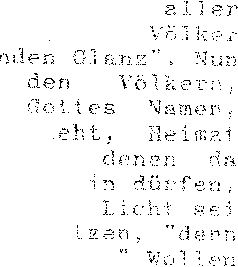 aller
Völker
nden Glanz". Nun
den Völkern,
Gottes Namen,
eht, Heimat
denen da
in dürfen,
Licht sei
tzen, "denn
" Wollen